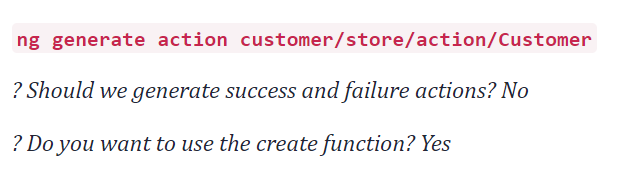 ng generate action customer/store/action/Customer
? Should we generate success and failure actions? No
? Do you want to use the create function? Yes